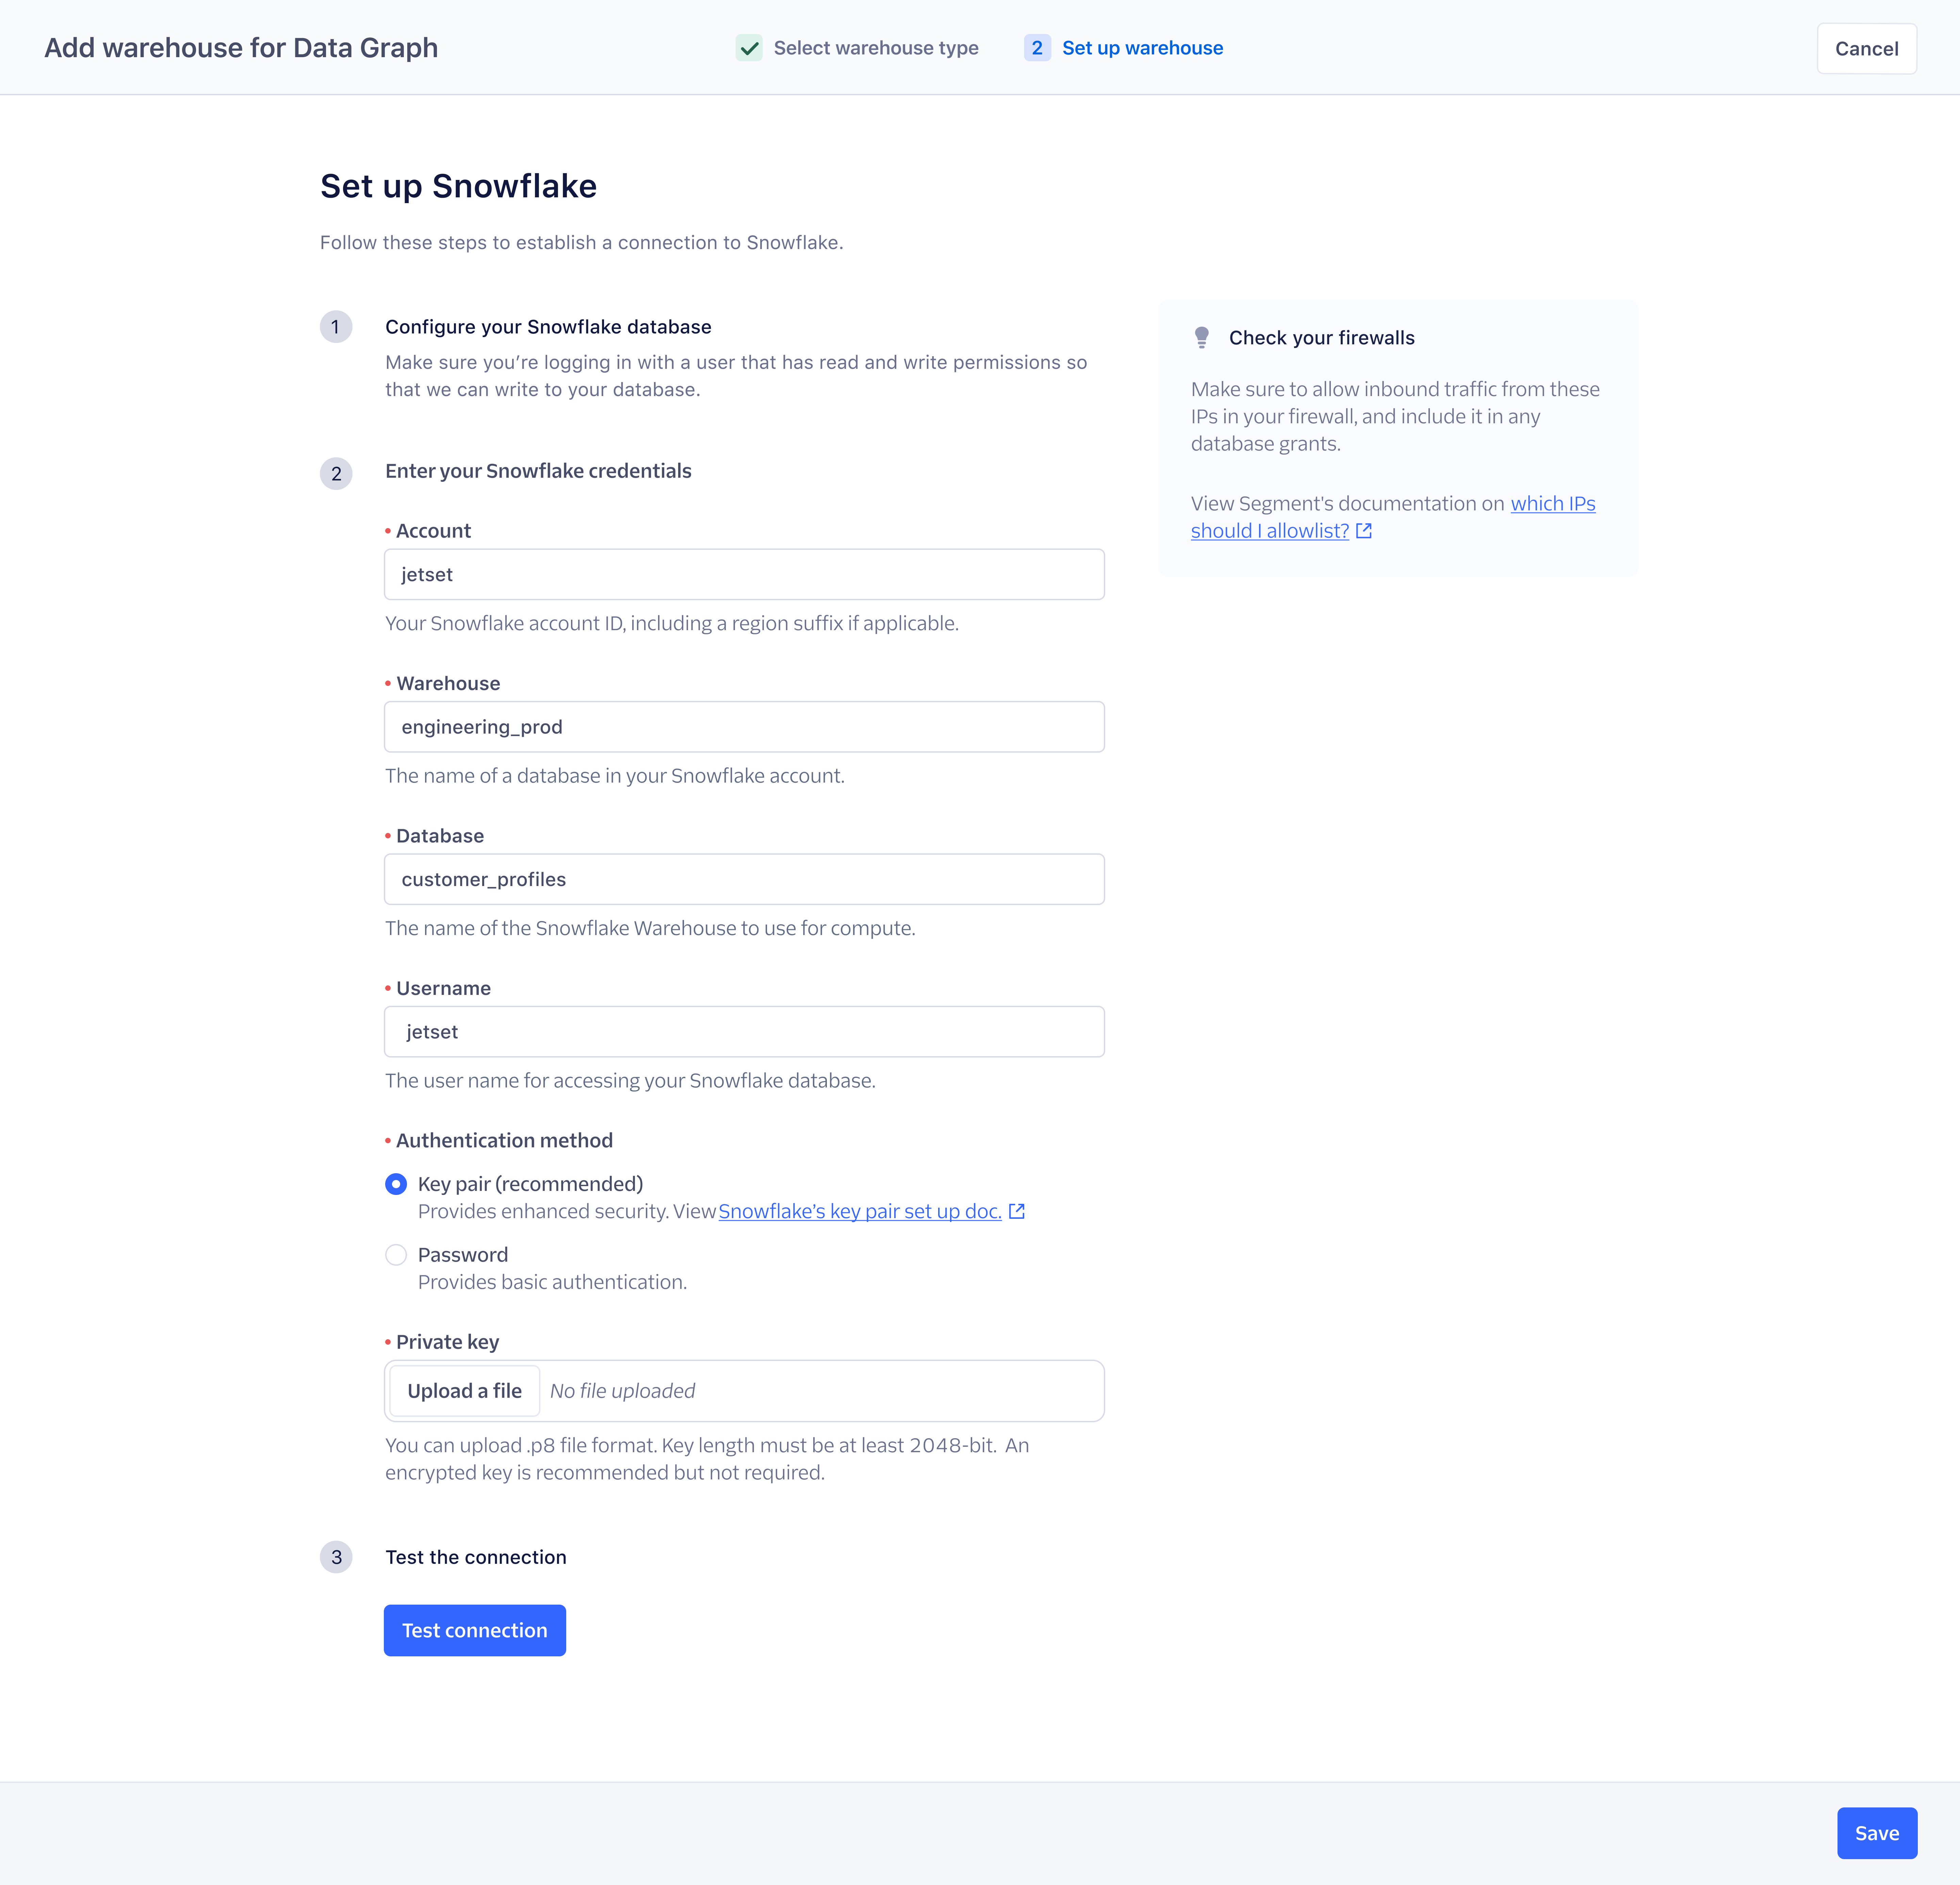 Add warehouse for Data Graph
Select warehouse type
2 Set up warehouse
Cancel
Set up Snowflake
Follow these steps to establish a connection to Snowflake.
1 Configure your Snowflake database
Make sure you’re logging in with a user that has read and write permissions so
that we can write to your database.
2 Enter your Snowflake credentials
• Account
jetset
Your Snowflake account ID, including a region suffix if applicable.
• Warehouse
engineering_prod
The name of a database in your Snowflake account.
• Database
customer_profiles
The name of the Snowflake Warehouse to use for compute.
• Username
jetset
The user name for accessing your Snowflake database.
• Authentication method
Key pair (recommended)
Provides enhanced security. View Snowflake’s key pair set up doc.
Password
Provides basic authentication.
• Private key
Upload a file No file uploaded
You can upload .p8 file format. Key length must be at least 2048-bit. An
encrypted key is recommended but not required.
3 Test the connection
Test connection
Check your firewalls
Make sure to allow inbound traffic from these
IPs in your firewall, and include it in any
database grants.
View Segment's documentation on which IPs
should I allowlist?
Save